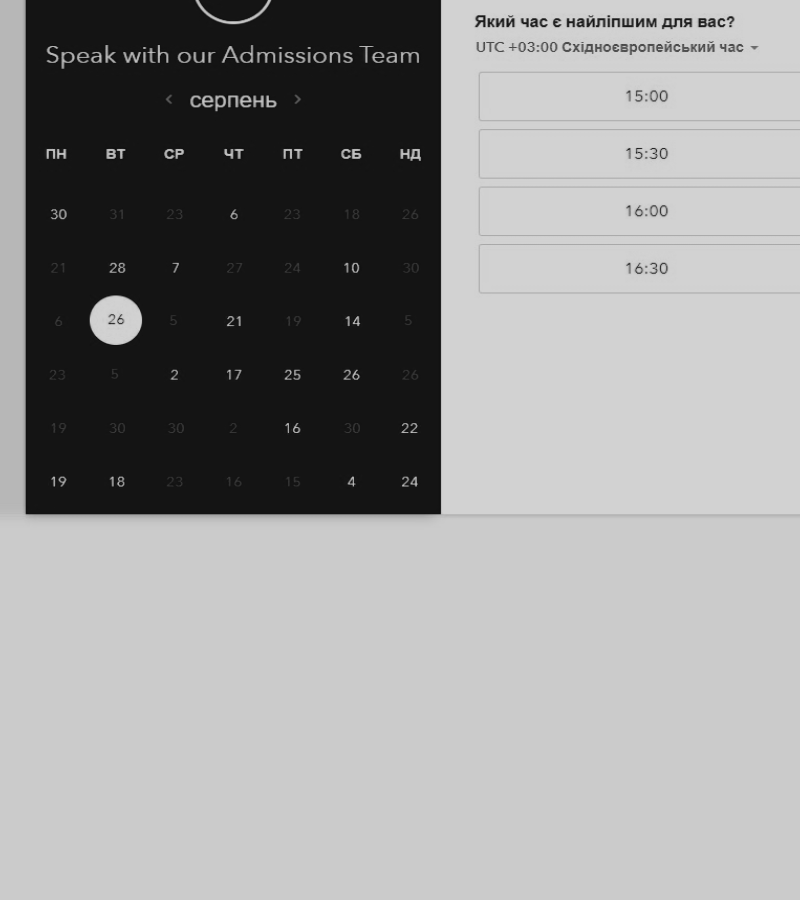 Speak with our Admissions Team
серпень
ПН ВТ СР ЧТ ПТ СБ НД
30 31 23 6 23 18 26
21 28 7 27 24 10 30
6 26 5 21 19 14 5
23 5 2 17 25 26 26
19 30 30 2 16 30 22
19 18 23 16 15 4 24
Який час є найліпшим для вас?
UTC +03:00 Східноєвропейський час
15:00
15:30
16:00
16:30